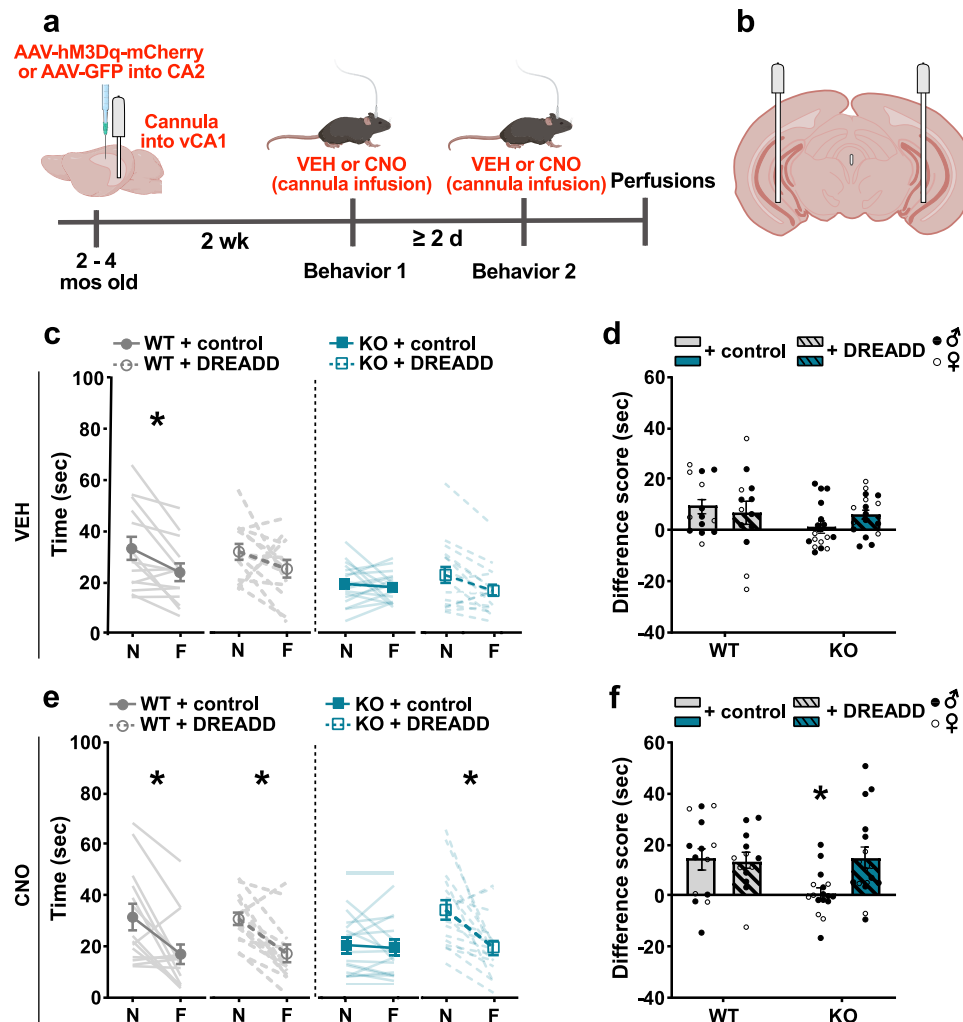 a
AAV-hM3Dq-mCherry
or AAV-GFP into CA2
Cannula
into vCA1
VEH or CNO
(cannula infusion)
VEH or CNO
(cannula infusion)
Perfusions
2 wk
≥ 2 d
2 - 4
mos old
Behavior 1
Behavior 2
b
VEH
c
WT + control
WT + DREADD
KO + control
KO + DREADD
Time (sec)
100
80
60
40
20
0
*
N F N F N F N F
d
+ control + DREADD ♂
♀
Difference score (sec)
60
40
20
0
-20
-40
WT KO
CNO
e
WT + control
WT + DREADD
KO + control
KO + DREADD
Time (sec)
100
80
60
40
20
0
* * *
N F N F N F N F
f
+ control + DREADD ♂
♀
Difference score (sec)
60
40
20
0
-20
-40
*
WT KO